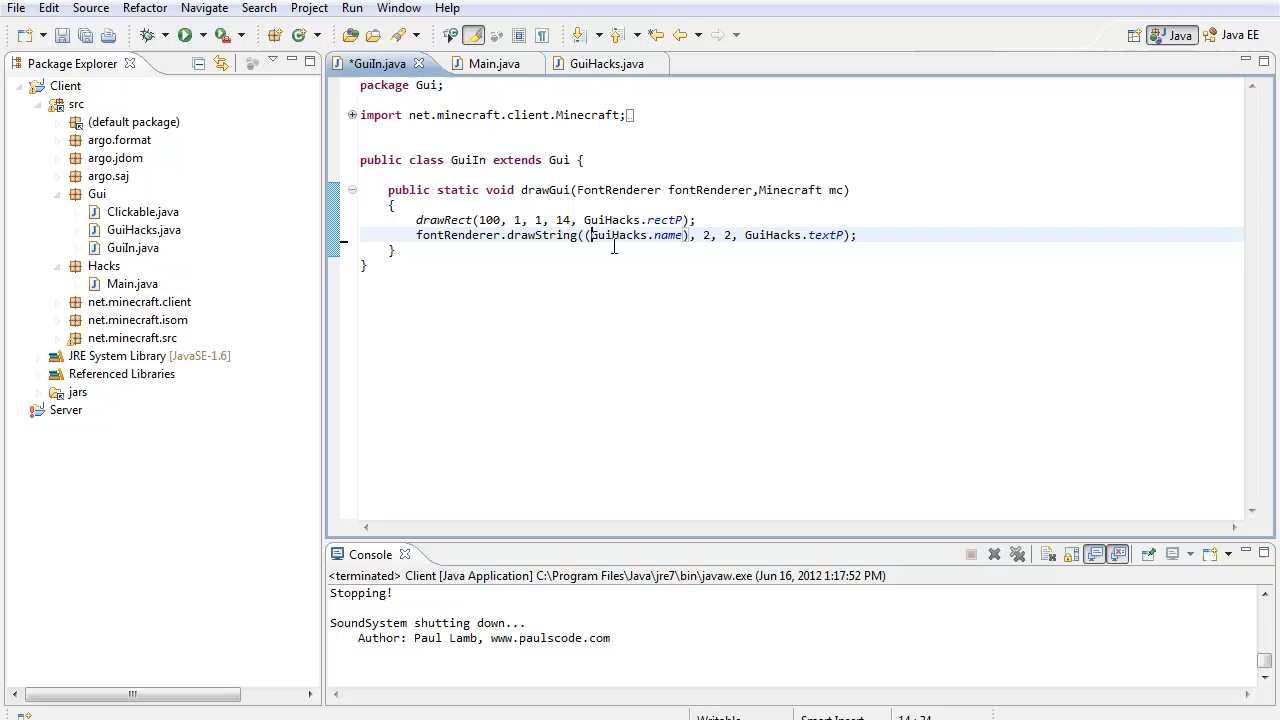 File Edit Source Refactor Navigate Search Project Run Window Help
Java Java EE
Package Explorer
*GuiIn.java Main.java GuiHacks.java
Client
src
(default package)
argo.format
argo.jdom
argo.saj
Gui
Clickable.java
GuiHacks.java
GuiIn.java
Hacks
Main.java
net.minecraft.client
net.minecraft.isom
net.minecraft.src
JRE System Library [JavaSE-1.6]
Referenced Libraries
jars
Server
package Gui;
import net.minecraft.client.Minecraft;
public class GuiIn extends Gui {
public static void drawGui(FontRenderer fontRenderer,Minecraft mc)
{
drawRect(100, 1, 1, 14, GuiHacks.rectP);
fontRenderer.drawString((GuiHacks.name), 2, 2, GuiHacks.textP);
}
}
Console
<terminated> Client [Java Application] C:\Program Files\Java\jre7\bin\javaw.exe (Jun 16, 2012 1:17:52 PM)
Stopping!
SoundSystem shutting down...
Author: Paul Lamb, www.paulscode.com
Writable Smart Insert 14 : 34